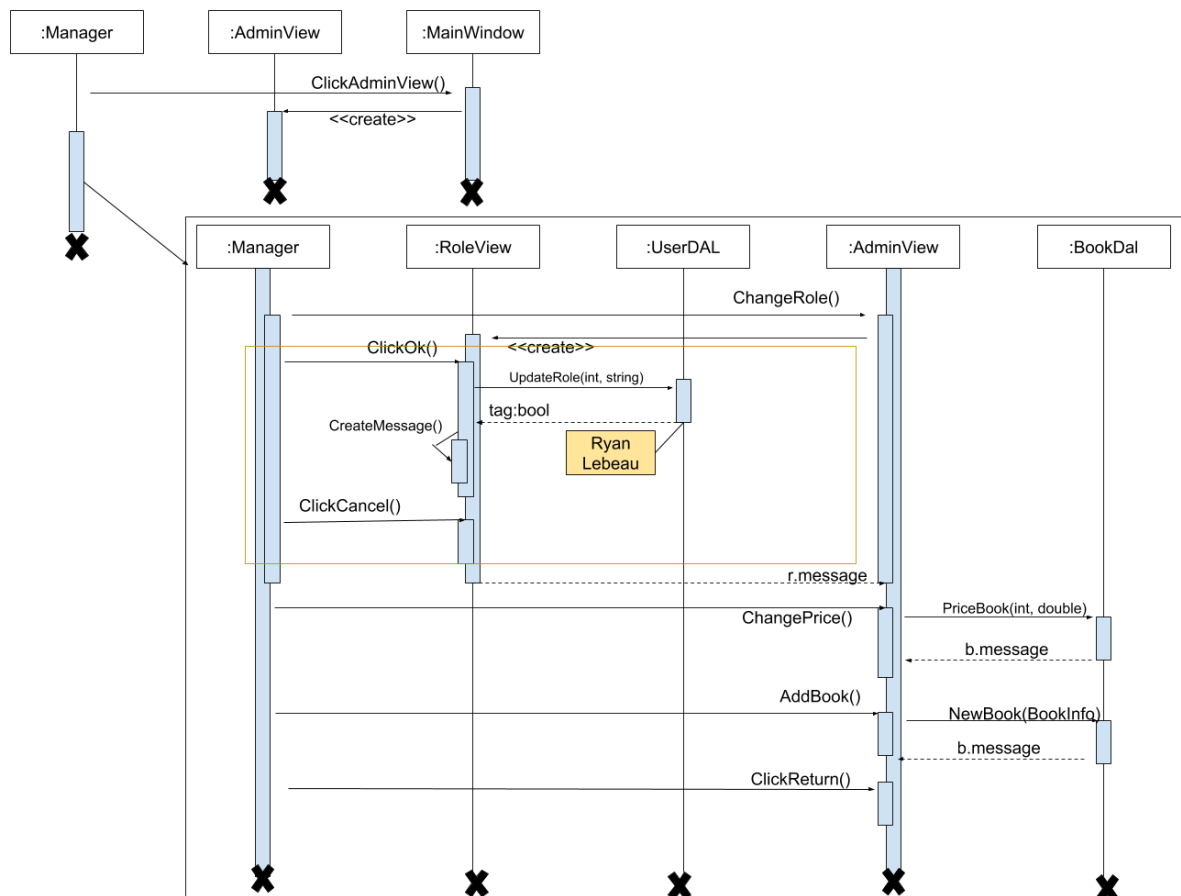 :Manager
:AdminView
:MainWindow
ClickAdminView()
<<create>>
:Manager
:RoleView
:UserDAL
:AdminView
:BookDal
ChangeRole()
<<create>>
ClickOk()
UpdateRole(int, string)
tag:bool
CreateMessage()
Ryan
Lebeau
ClickCancel()
r.message
ChangePrice()
PriceBook(int, double)
b.message
AddBook()
NewBook(BookInfo)
b.message
ClickReturn()